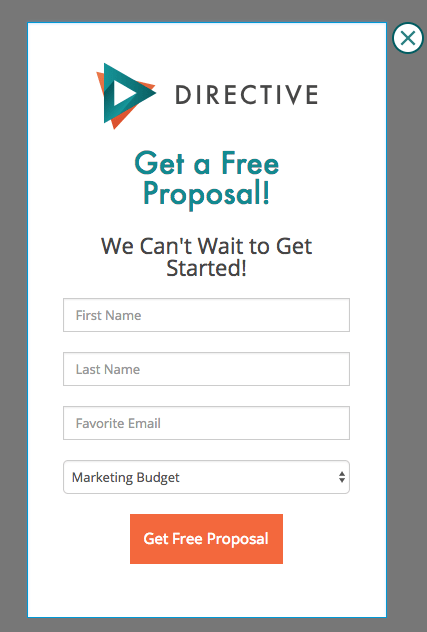 DIRECTIVE
Get a Free
Proposal!
We Can't Wait to Get
Started!
First Name
Last Name
Favorite Email
Marketing Budget
Get Free Proposal